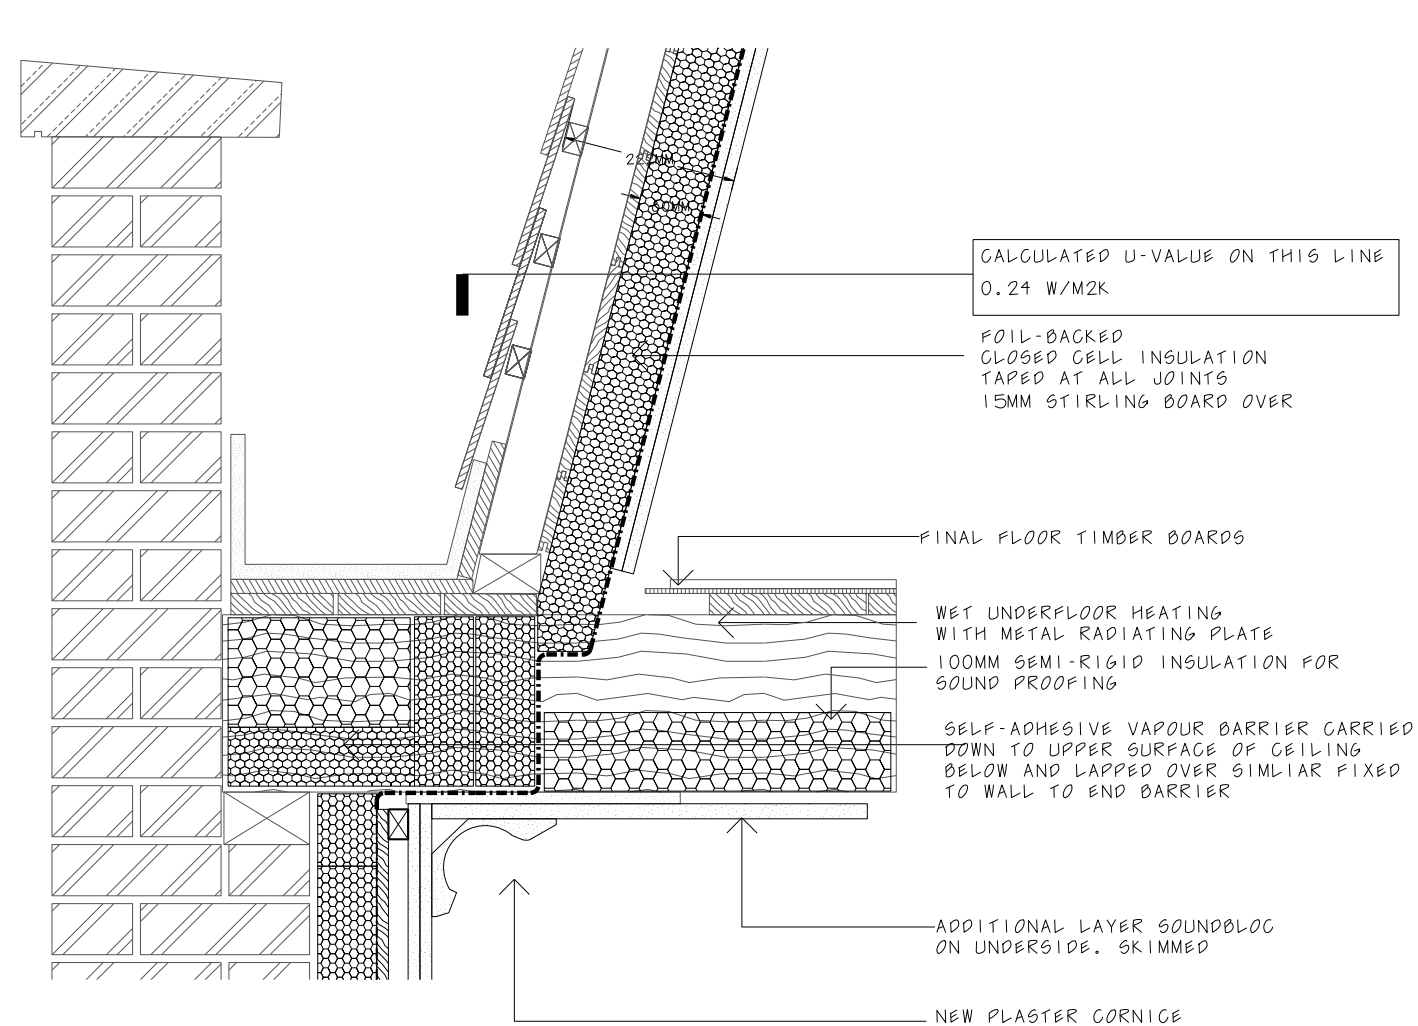 CALCULATED U-VALUE ON THIS LINE
0.24 W/M2K
FOIL-BACKED
CLOSED CELL INSULATION
TAPED AT ALL JOINTS
15MM STIRLING BOARD OVER
FINAL FLOOR TIMBER BOARDS
WET UNDERFLOOR HEATING
WITH METAL RADIATING PLATE
100MM SEMI-RIGID INSULATION FOR
SOUND PROOFING
SELF-ADHESIVE VAPOUR BARRIER CARRIED
DOWN TO UPPER SURFACE OF CEILING
BELOW AND LAPPED OVER SIMLIAR FIXED
TO WALL TO END BARRIER
ADDITIONAL LAYER SOUNDBLOC
ON UNDERSIDE. SKIMMED
NEW PLASTER CORNICE